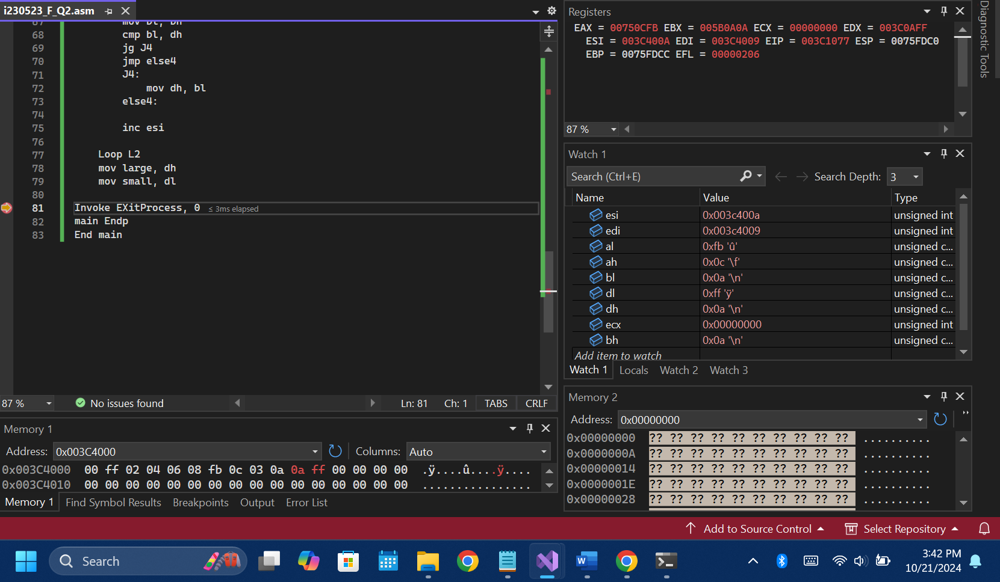 i230523_F_Q2.asm
67 mov bl, bh
68 cmp bl, dh
69 jg J4
70 jmp else4
71 J4:
72 mov dh, bl
73 else4:
74
75 inc esi
76
77 Loop L2
78 mov large, dh
79 mov small, dl
80
81 Invoke EXitProcess, 0 ≤ 3ms elapsed
82 main Endp
83 End main
87 % No issues found Ln: 81 Ch: 1 TABS CRLF
Memory 1
Address: 0x003C4000 Columns: Auto
0x003C4000 00 ff 02 04 06 08 fb 0c 03 0a 0a ff 00 00 00 00 .ÿ....û....ÿ....
0x003C4010 00 00 00 00 00 00 00 00 00 00 00 00 00 00 00 00 ................
Memory 1 Find Symbol Results Breakpoints Output Error List
Registers
EAX = 00750CFB EBX = 005B0A0A ECX = 00000000 EDX = 003C0AFF
ESI = 003C400A EDI = 003C4009 EIP = 003C1077 ESP = 0075FDC0
EBP = 0075FDCC EFL = 00000206
87 %
Watch 1
Search (Ctrl+E) Search Depth: 3
Name Value Type
esi 0x003c400a unsigned int
edi 0x003c4009 unsigned int
al 0xfb 'û' unsigned c...
ah 0x0c '\f' unsigned c...
bl 0x0a '\n' unsigned c...
dl 0xff 'ÿ' unsigned c...
dh 0x0a '\n' unsigned c...
ecx 0x00000000 unsigned int
bh 0x0a '\n' unsigned c...
Add item to watch
Watch 1 Locals Watch 2 Watch 3
Memory 2
Address: 0x00000000
0x00000000 ?? ?? ?? ?? ?? ?? ?? ?? ?? ?? ..........
0x0000000A ?? ?? ?? ?? ?? ?? ?? ?? ?? ?? ..........
0x00000014 ?? ?? ?? ?? ?? ?? ?? ?? ?? ?? ..........
0x0000001E ?? ?? ?? ?? ?? ?? ?? ?? ?? ?? ..........
0x00000028 ?? ?? ?? ?? ?? ?? ?? ?? ?? ?? ..........
Diagnostic Tools
Add to Source Control Select Repository
Search
3:42 PM
10/21/2024